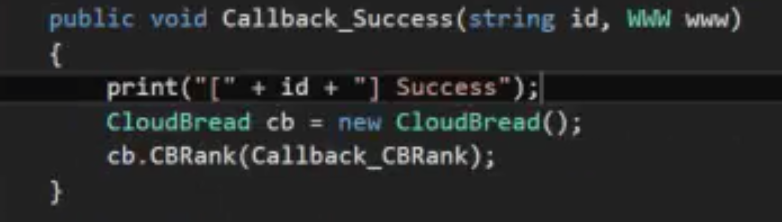 public void Callback_Success(string id, WWW www)
{
print("[" + id + "] Success");
CloudBread cb = new CloudBread();
cb.CBRank(Callback_CBRank);
}